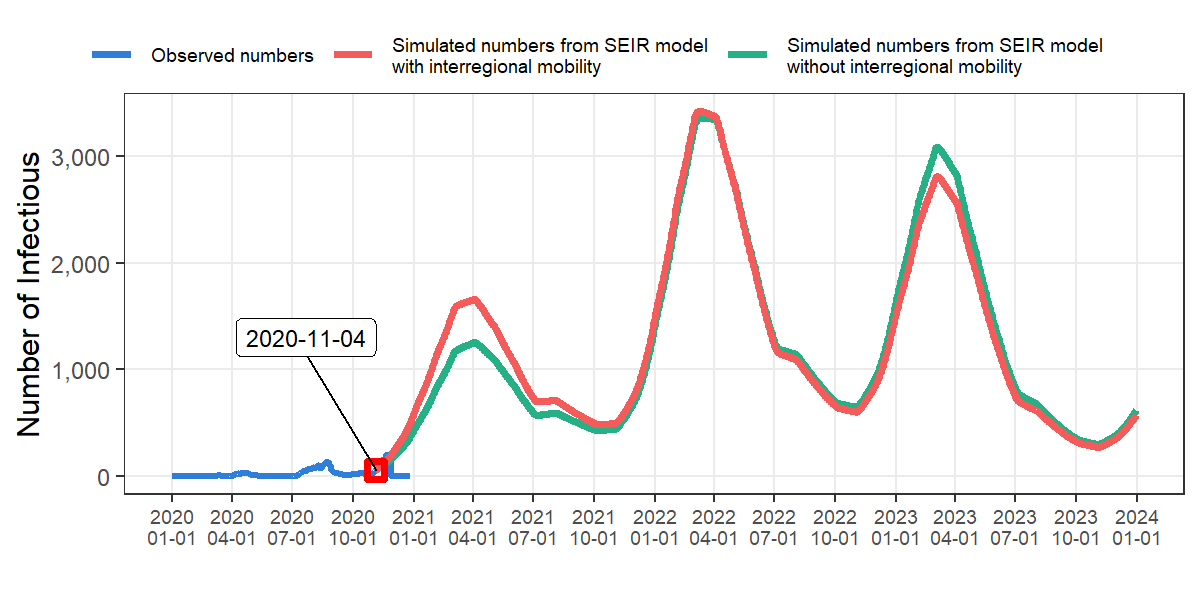 Observed numbers
Simulated numbers from SEIR model
with interregional mobility
Simulated numbers from SEIR model
without interregional mobility
Number of Infectious
3,000
2,000
1,000
0
2020-11-04
2020 2020 2020 2020 2021 2021 2021 2021 2022 2022 2022 2022 2023 2023 2023 2023 2024
01-01 04-01 07-01 10-01 01-01 04-01 07-01 10-01 01-01 04-01 07-01 10-01 01-01 04-01 07-01 10-01 01-01